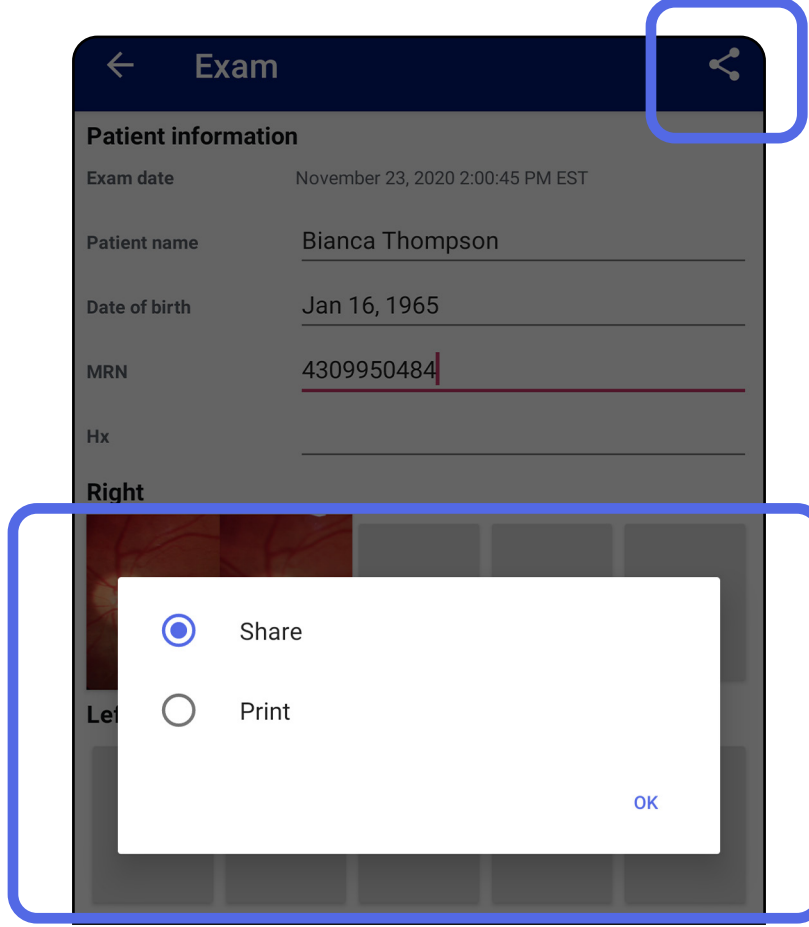 Exam
Patient information
Exam date November 23, 2020 2:00:45 PM EST
Patient name Bianca Thompson
Date of birth Jan 16, 1965
MRN 4309950484
Hx
Right
Share
Print
OK